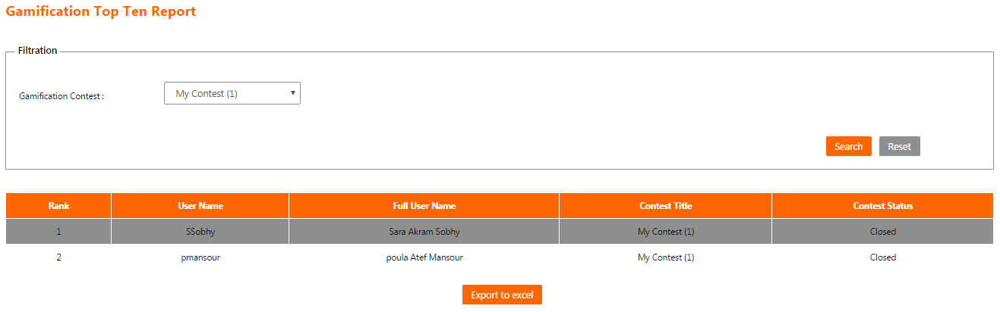 Gamification Top Ten Report
Filtration
Gamification Contest : My Contest (1)
Search Reset
Rank User Name Full User Name Contest Title Contest Status
1 SSobhy Sara Akram Sobhy My Contest (1) Closed
2 pmansour poula Atef Mansour My Contest (1) Closed
Export to excel